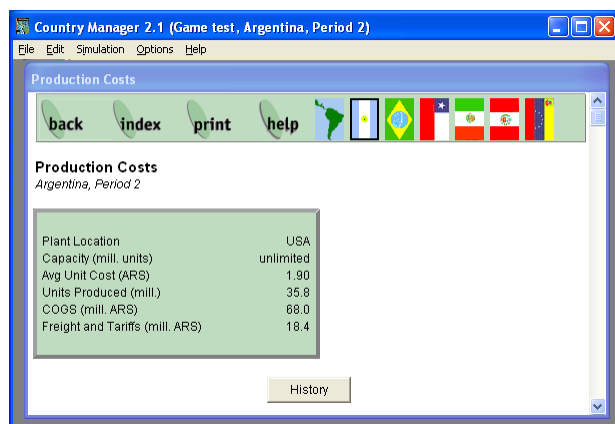 Country Manager 2.1 (Game test, Argentina, Period 2)
File Edit Simulation Options Help
Production Costs
back index print help
Production Costs
Argentina, Period 2
Plant Location USA
Capacity (mill. units) unlimited
Avg Unit Cost (ARS) 1.90
Units Produced (mill.) 35.8
COGS (mill. ARS) 68.0
Freight and Tariffs (mill. ARS) 18.4
History